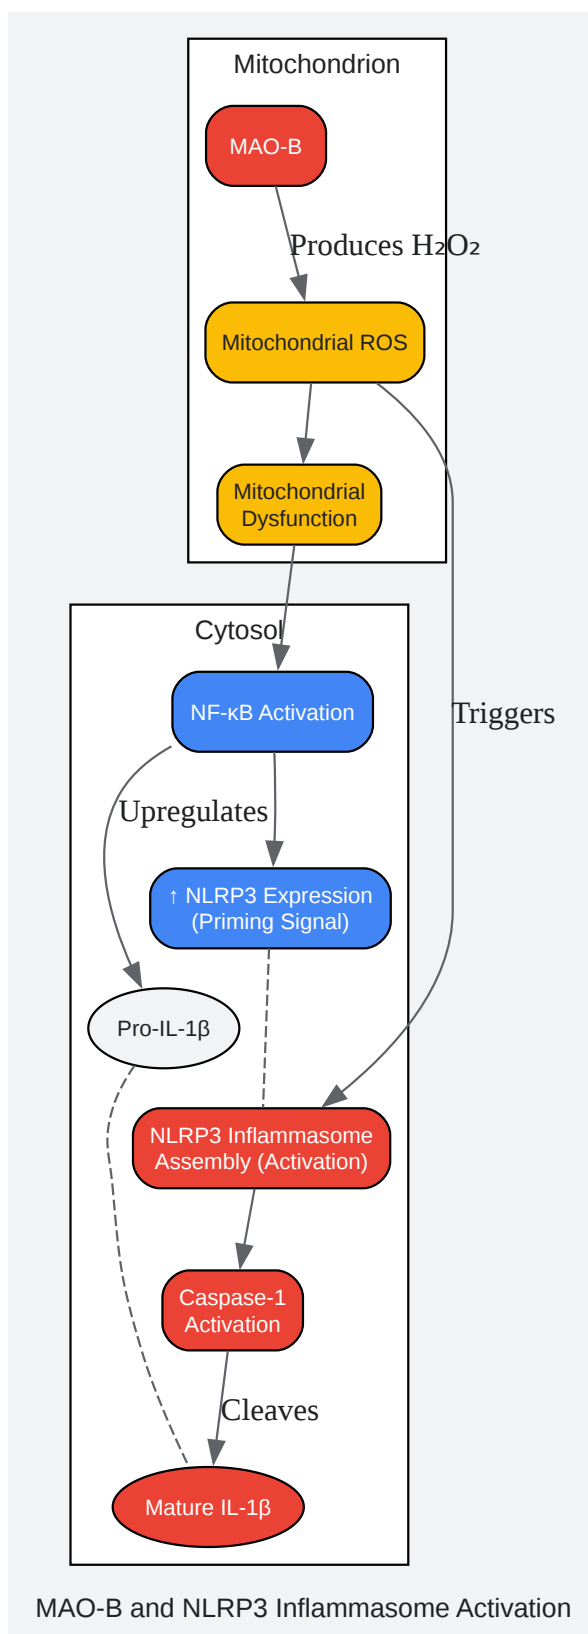 Mitochondrion
MAO-B
Produces H₂O₂
Mitochondrial ROS
Mitochondrial
Dysfunction
Cytosol
NF-κB Activation
Triggers
Upregulates
↑ NLRP3 Expression
(Priming Signal)
Pro-IL-1β
NLRP3 Inflammasome
Assembly (Activation)
Caspase-1
Activation
Cleaves
Mature IL-1β
MAO-B and NLRP3 Inflammasome Activation